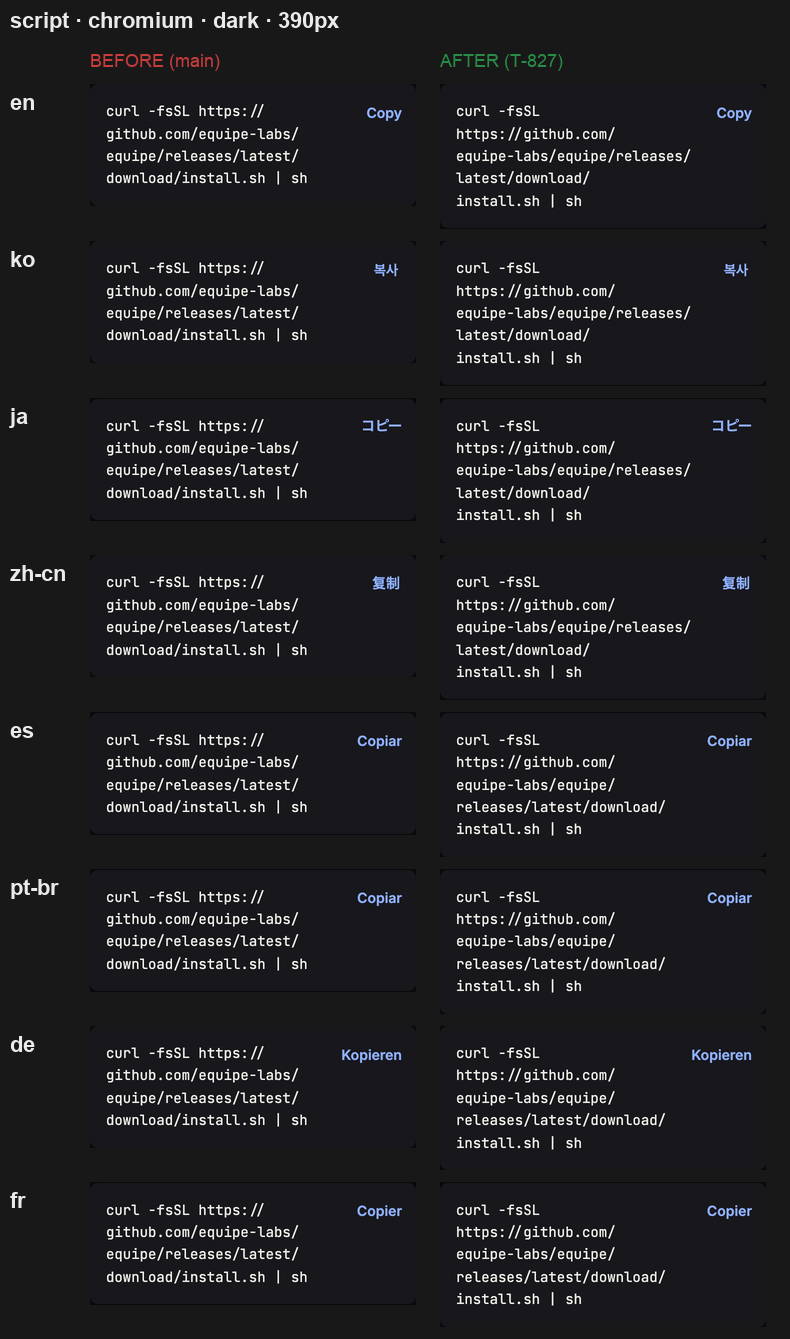 script · chromium · dark · 390px
BEFORE (main)
AFTER (T-827)
en
curl -fsSL https://
github.com/equipe-labs/
equipe/releases/latest/
download/install.sh | sh
Copy
curl -fsSL
https://github.com/
equipe-labs/equipe/releases/
latest/download/
install.sh | sh
Copy
ko
curl -fsSL https://
github.com/equipe-labs/
equipe/releases/latest/
download/install.sh | sh
복사
curl -fsSL
https://github.com/
equipe-labs/equipe/releases/
latest/download/
install.sh | sh
복사
ja
curl -fsSL https://
github.com/equipe-labs/
equipe/releases/latest/
download/install.sh | sh
コピー
curl -fsSL
https://github.com/
equipe-labs/equipe/releases/
latest/download/
install.sh | sh
コピー
zh-cn
curl -fsSL https://
github.com/equipe-labs/
equipe/releases/latest/
download/install.sh | sh
复制
curl -fsSL
https://github.com/
equipe-labs/equipe/releases/
latest/download/
install.sh | sh
复制
es
curl -fsSL https://
github.com/equipe-labs/
equipe/releases/latest/
download/install.sh | sh
Copiar
curl -fsSL
https://github.com/
equipe-labs/equipe/
releases/latest/download/
install.sh | sh
Copiar
pt-br
curl -fsSL https://
github.com/equipe-labs/
equipe/releases/latest/
download/install.sh | sh
Copiar
curl -fsSL
https://github.com/
equipe-labs/equipe/
releases/latest/download/
install.sh | sh
Copiar
de
curl -fsSL https://
github.com/equipe-labs/
equipe/releases/latest/
download/install.sh | sh
Kopieren
curl -fsSL
https://github.com/
equipe-labs/equipe/
releases/latest/download/
install.sh | sh
Kopieren
fr
curl -fsSL https://
github.com/equipe-labs/
equipe/releases/latest/
download/install.sh | sh
Copier
curl -fsSL
https://github.com/
equipe-labs/equipe/
releases/latest/download/
install.sh | sh
Copier